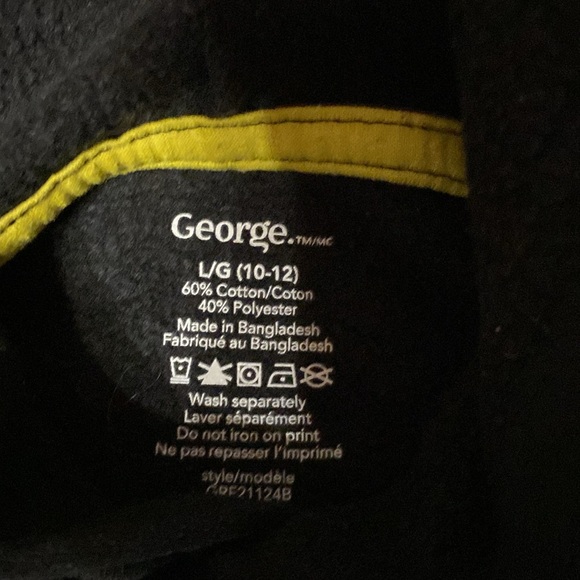 George.TM/MC
L/G (10-12)
60% Cotton/Coton
40% Polyester
Made in Bangladesh
Fabriqué au Bangladesh
Wash separately
Laver séparément
Do not iron on print
Ne pas repasser l'imprimé
style/modèle